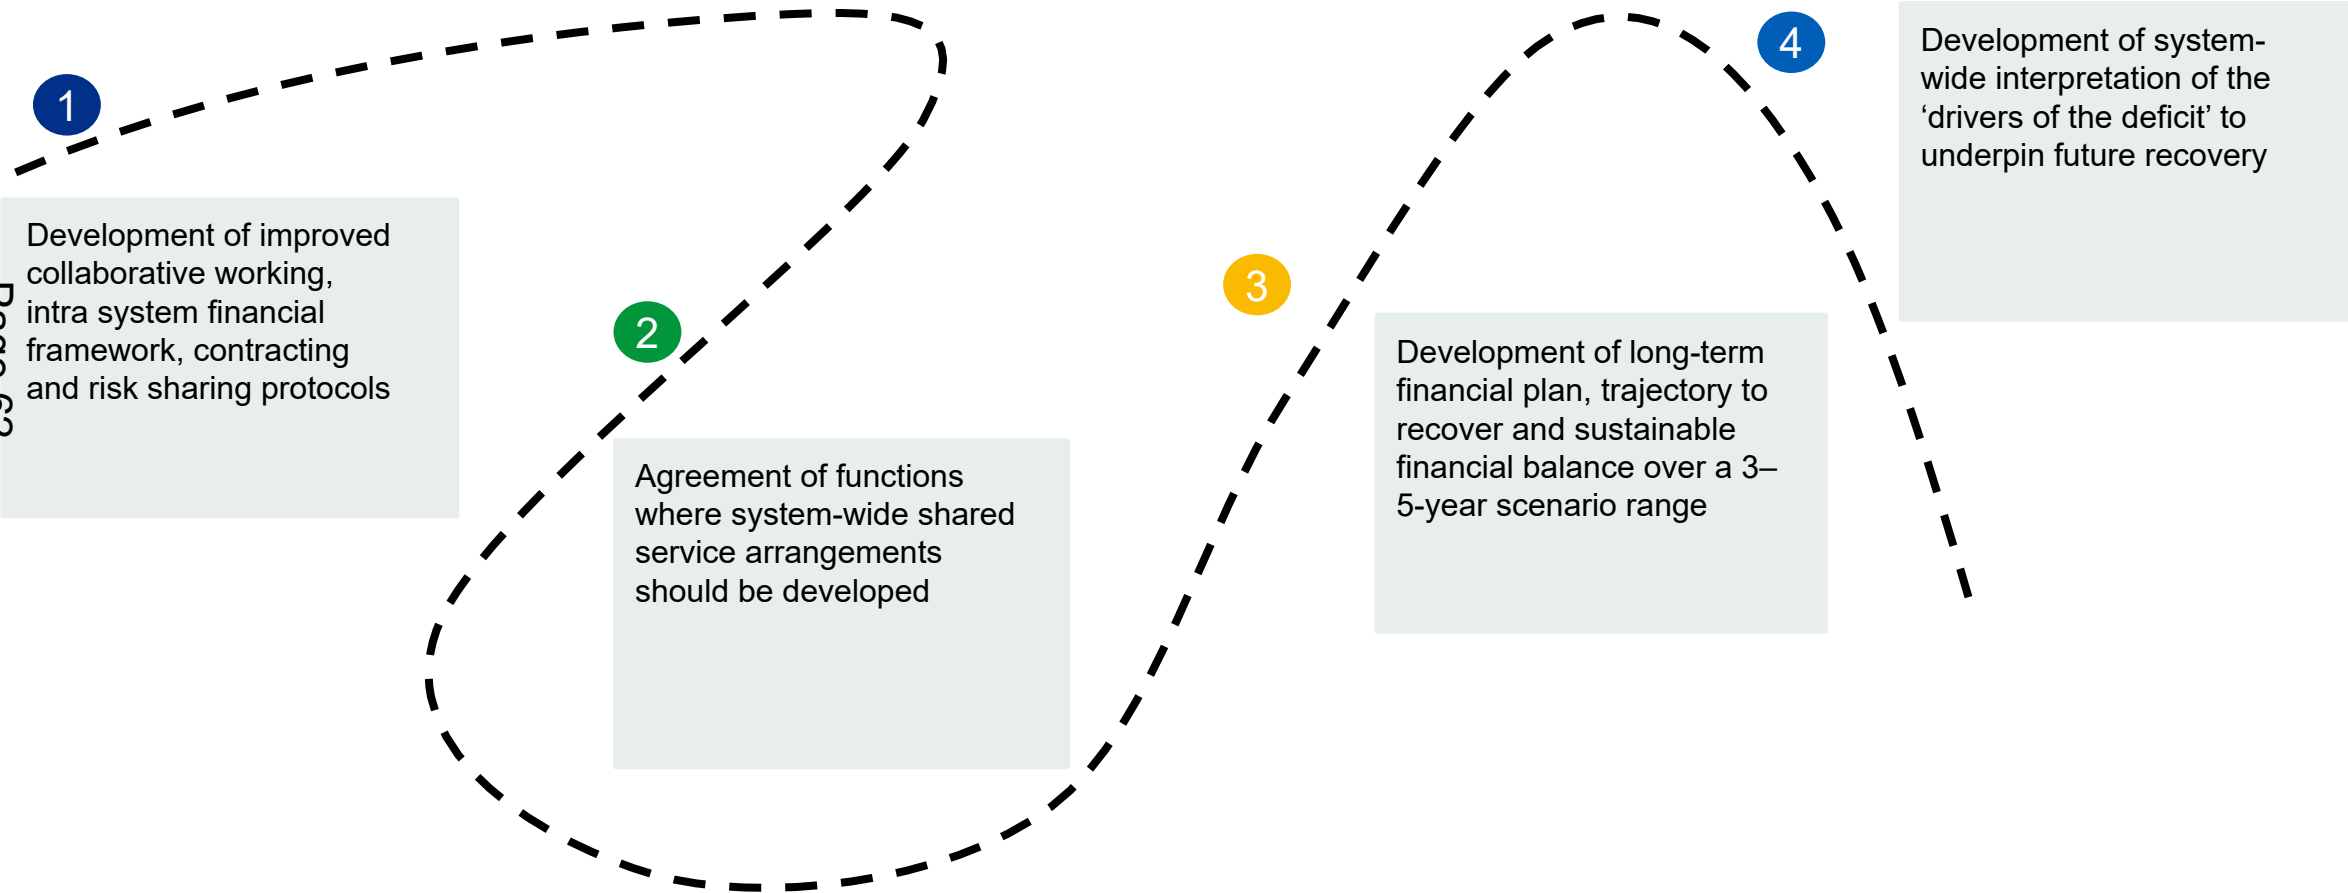 1
Development of improved
collaborative working,
intra system financial
framework, contracting
and risk sharing protocols
2
Agreement of functions
where system-wide shared
service arrangements
should be developed
3
Development of long-term
financial plan, trajectory to
recover and sustainable
financial balance over a 3–
5-year scenario range
4
Development of system-
wide interpretation of the
‘drivers of the deficit’ to
underpin future recovery